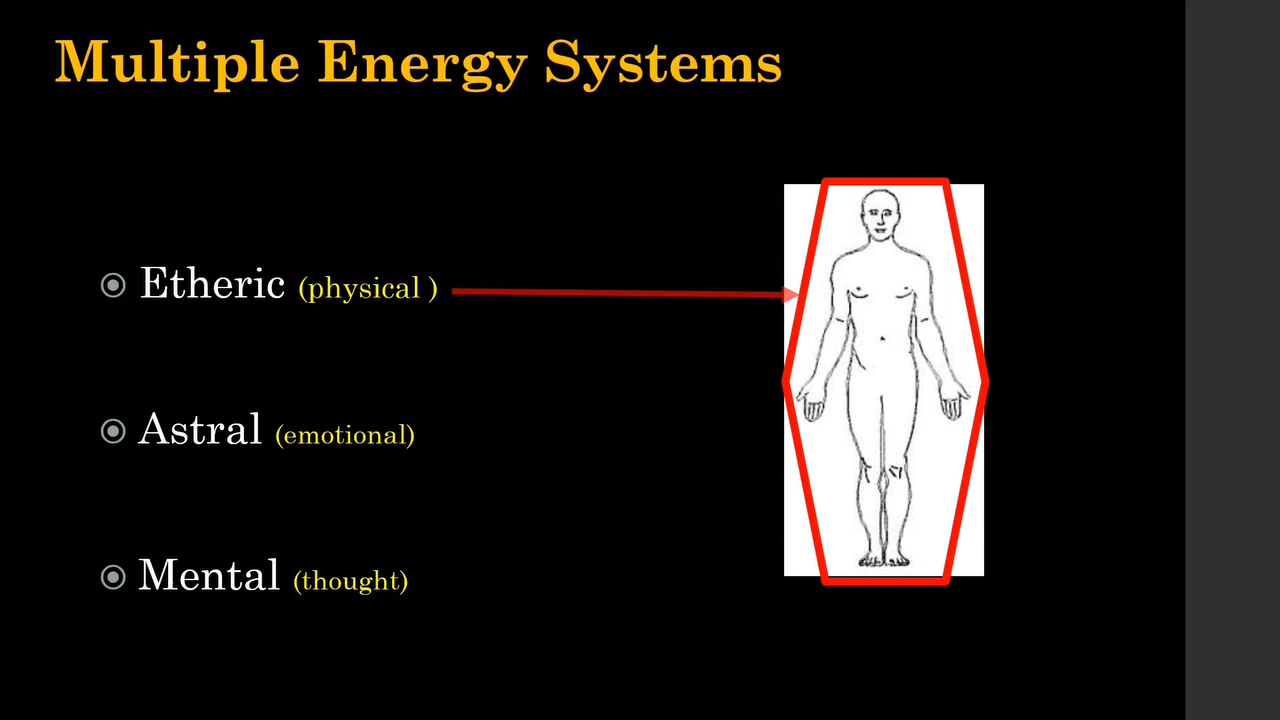 Multiple Energy Systems
Etheric (physical )
Astral (emotional)
Mental (thought)